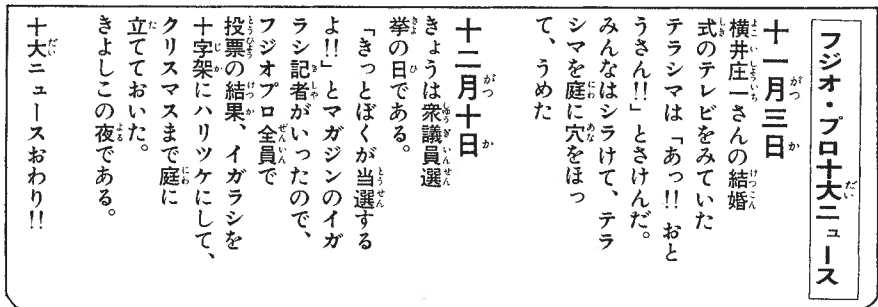 フジオ・プロ十大ニュース
十一月三日
横井庄一さんの結婚
式のテレビをみていた
テラシマは「あっ!! おと
うさん!!」とさけんだ。
みんなはシラけて、テラ
シマを庭に穴をほっ
て、うめた
十二月十日
きょうは衆議員選
挙の日である。
「きっとぼくが当選する
よ!!」とマガジンのイガ
ラシ記者がいったので、
フジオプロ全員で
投票の結果、イガラシを
十字架にハリツケにして、
クリスマスまで庭に
立てておいた。
きよしこの夜である。
十大ニュースおわり!!